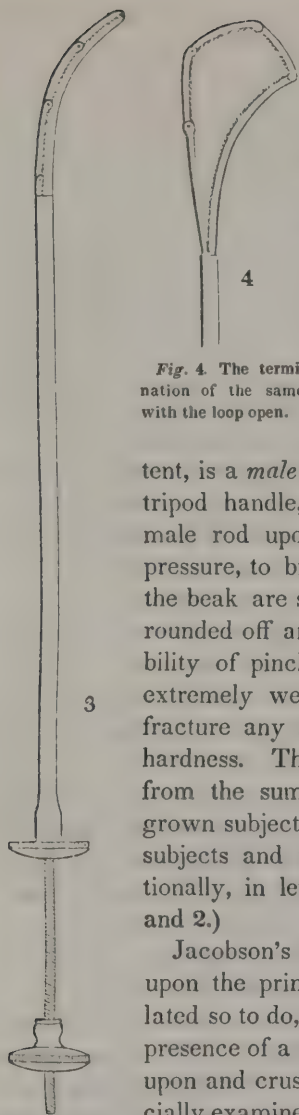 4
3
Fig. 4. The termi-
nation of the same
with the loop open.
tent, is a male
tripod handle,
male rod upo
pressure, to b
the beak are s
rounded off an
bility of pinc
extremely we
fracture any
hardness. Th
from the sum
grown subject
subjects and
tionally, in le
and 2.)
Jacobson's
upon the prin
lated so to do,
presence of a
upon and crus
cially examine